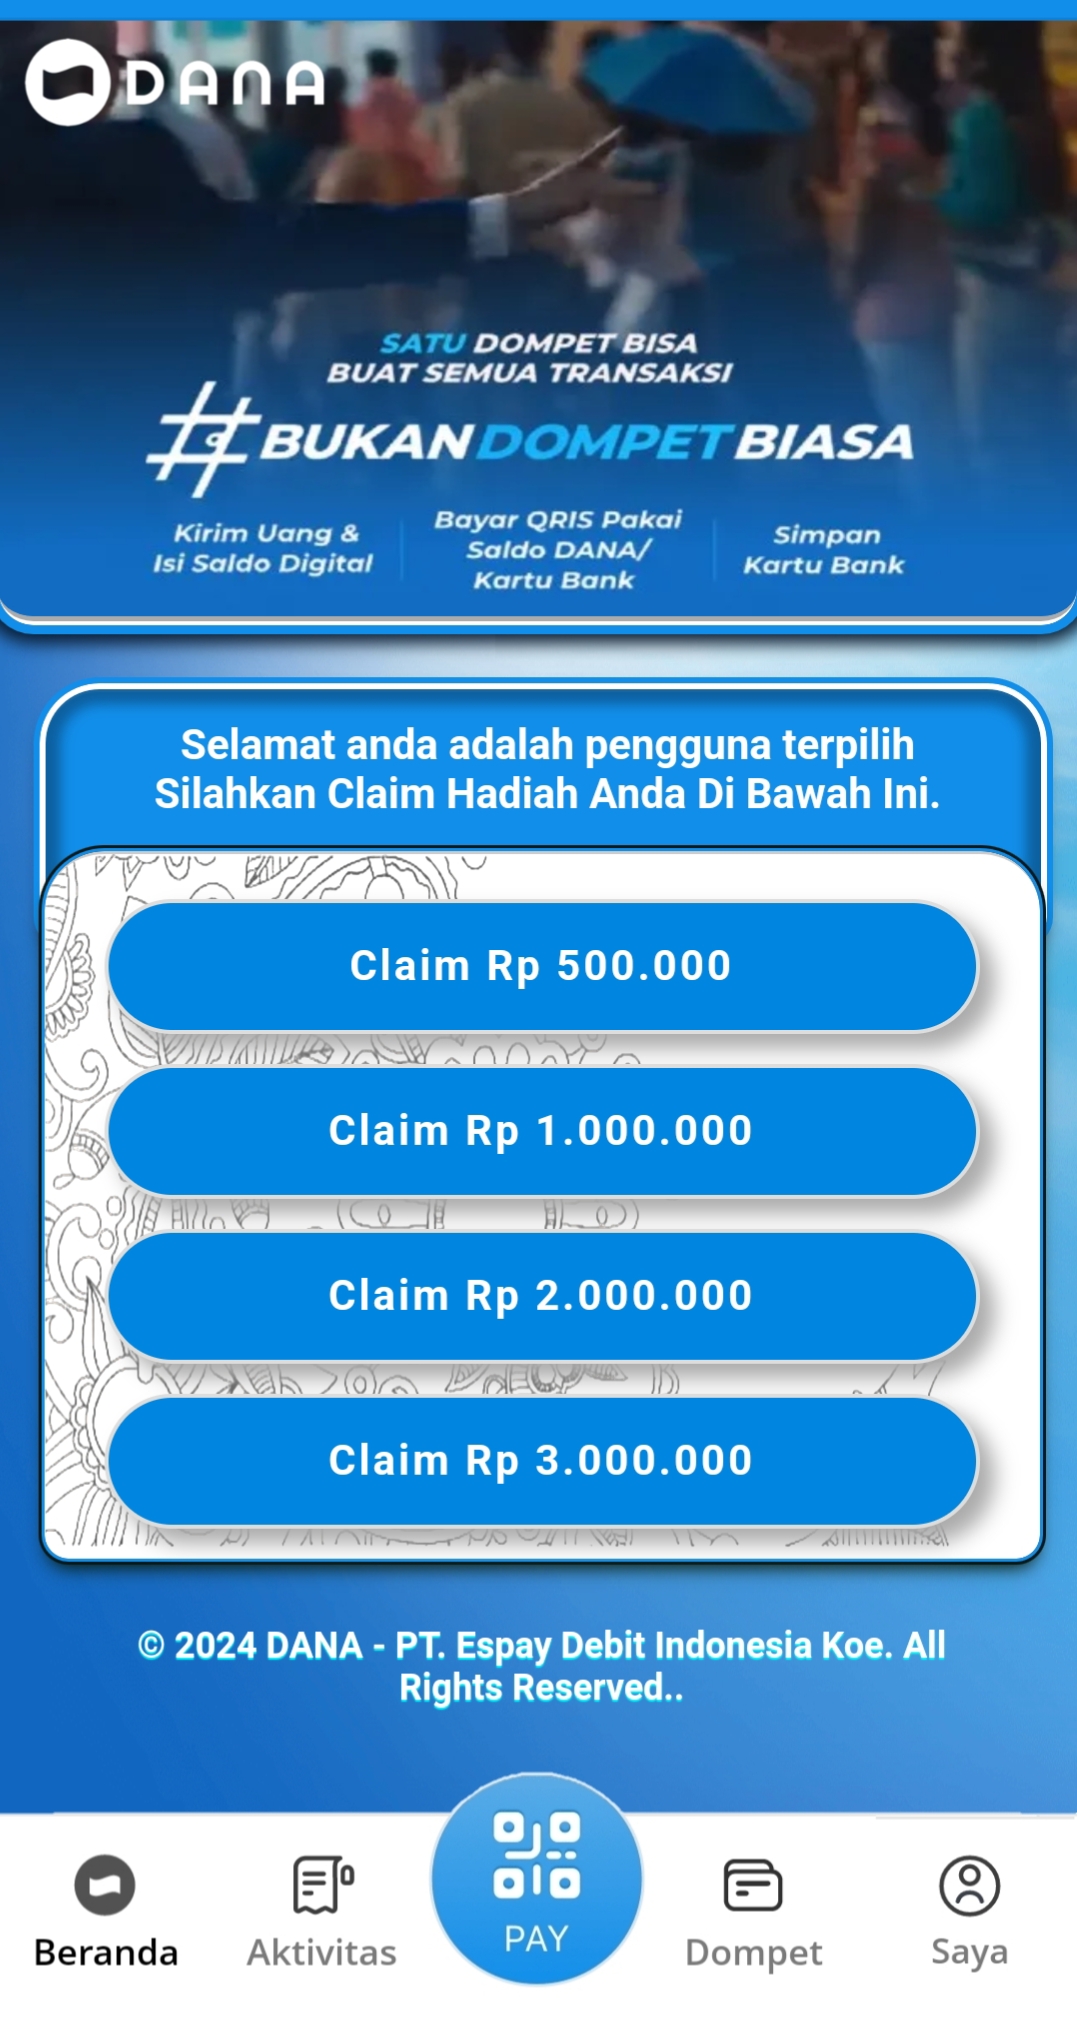 DANA
SATU DOMPET BISA
BUAT SEMUA TRANSAKSI
#BUKANDOMPETBIASA
Kirim Uang &
Isi Saldo Digital
Bayar QRIS Pakai
Saldo DANA/
Kartu Bank
Simpan
Kartu Bank
Selamat anda adalah pengguna terpilih
Silahkan Claim Hadiah Anda Di Bawah Ini.
Claim Rp 500.000
Claim Rp 1.000.000
Claim Rp 2.000.000
Claim Rp 3.000.000
© 2024 DANA - PT. Espay Debit Indonesia Koe. All
Rights Reserved..
PAY
Beranda
Aktivitas
Dompet
Saya